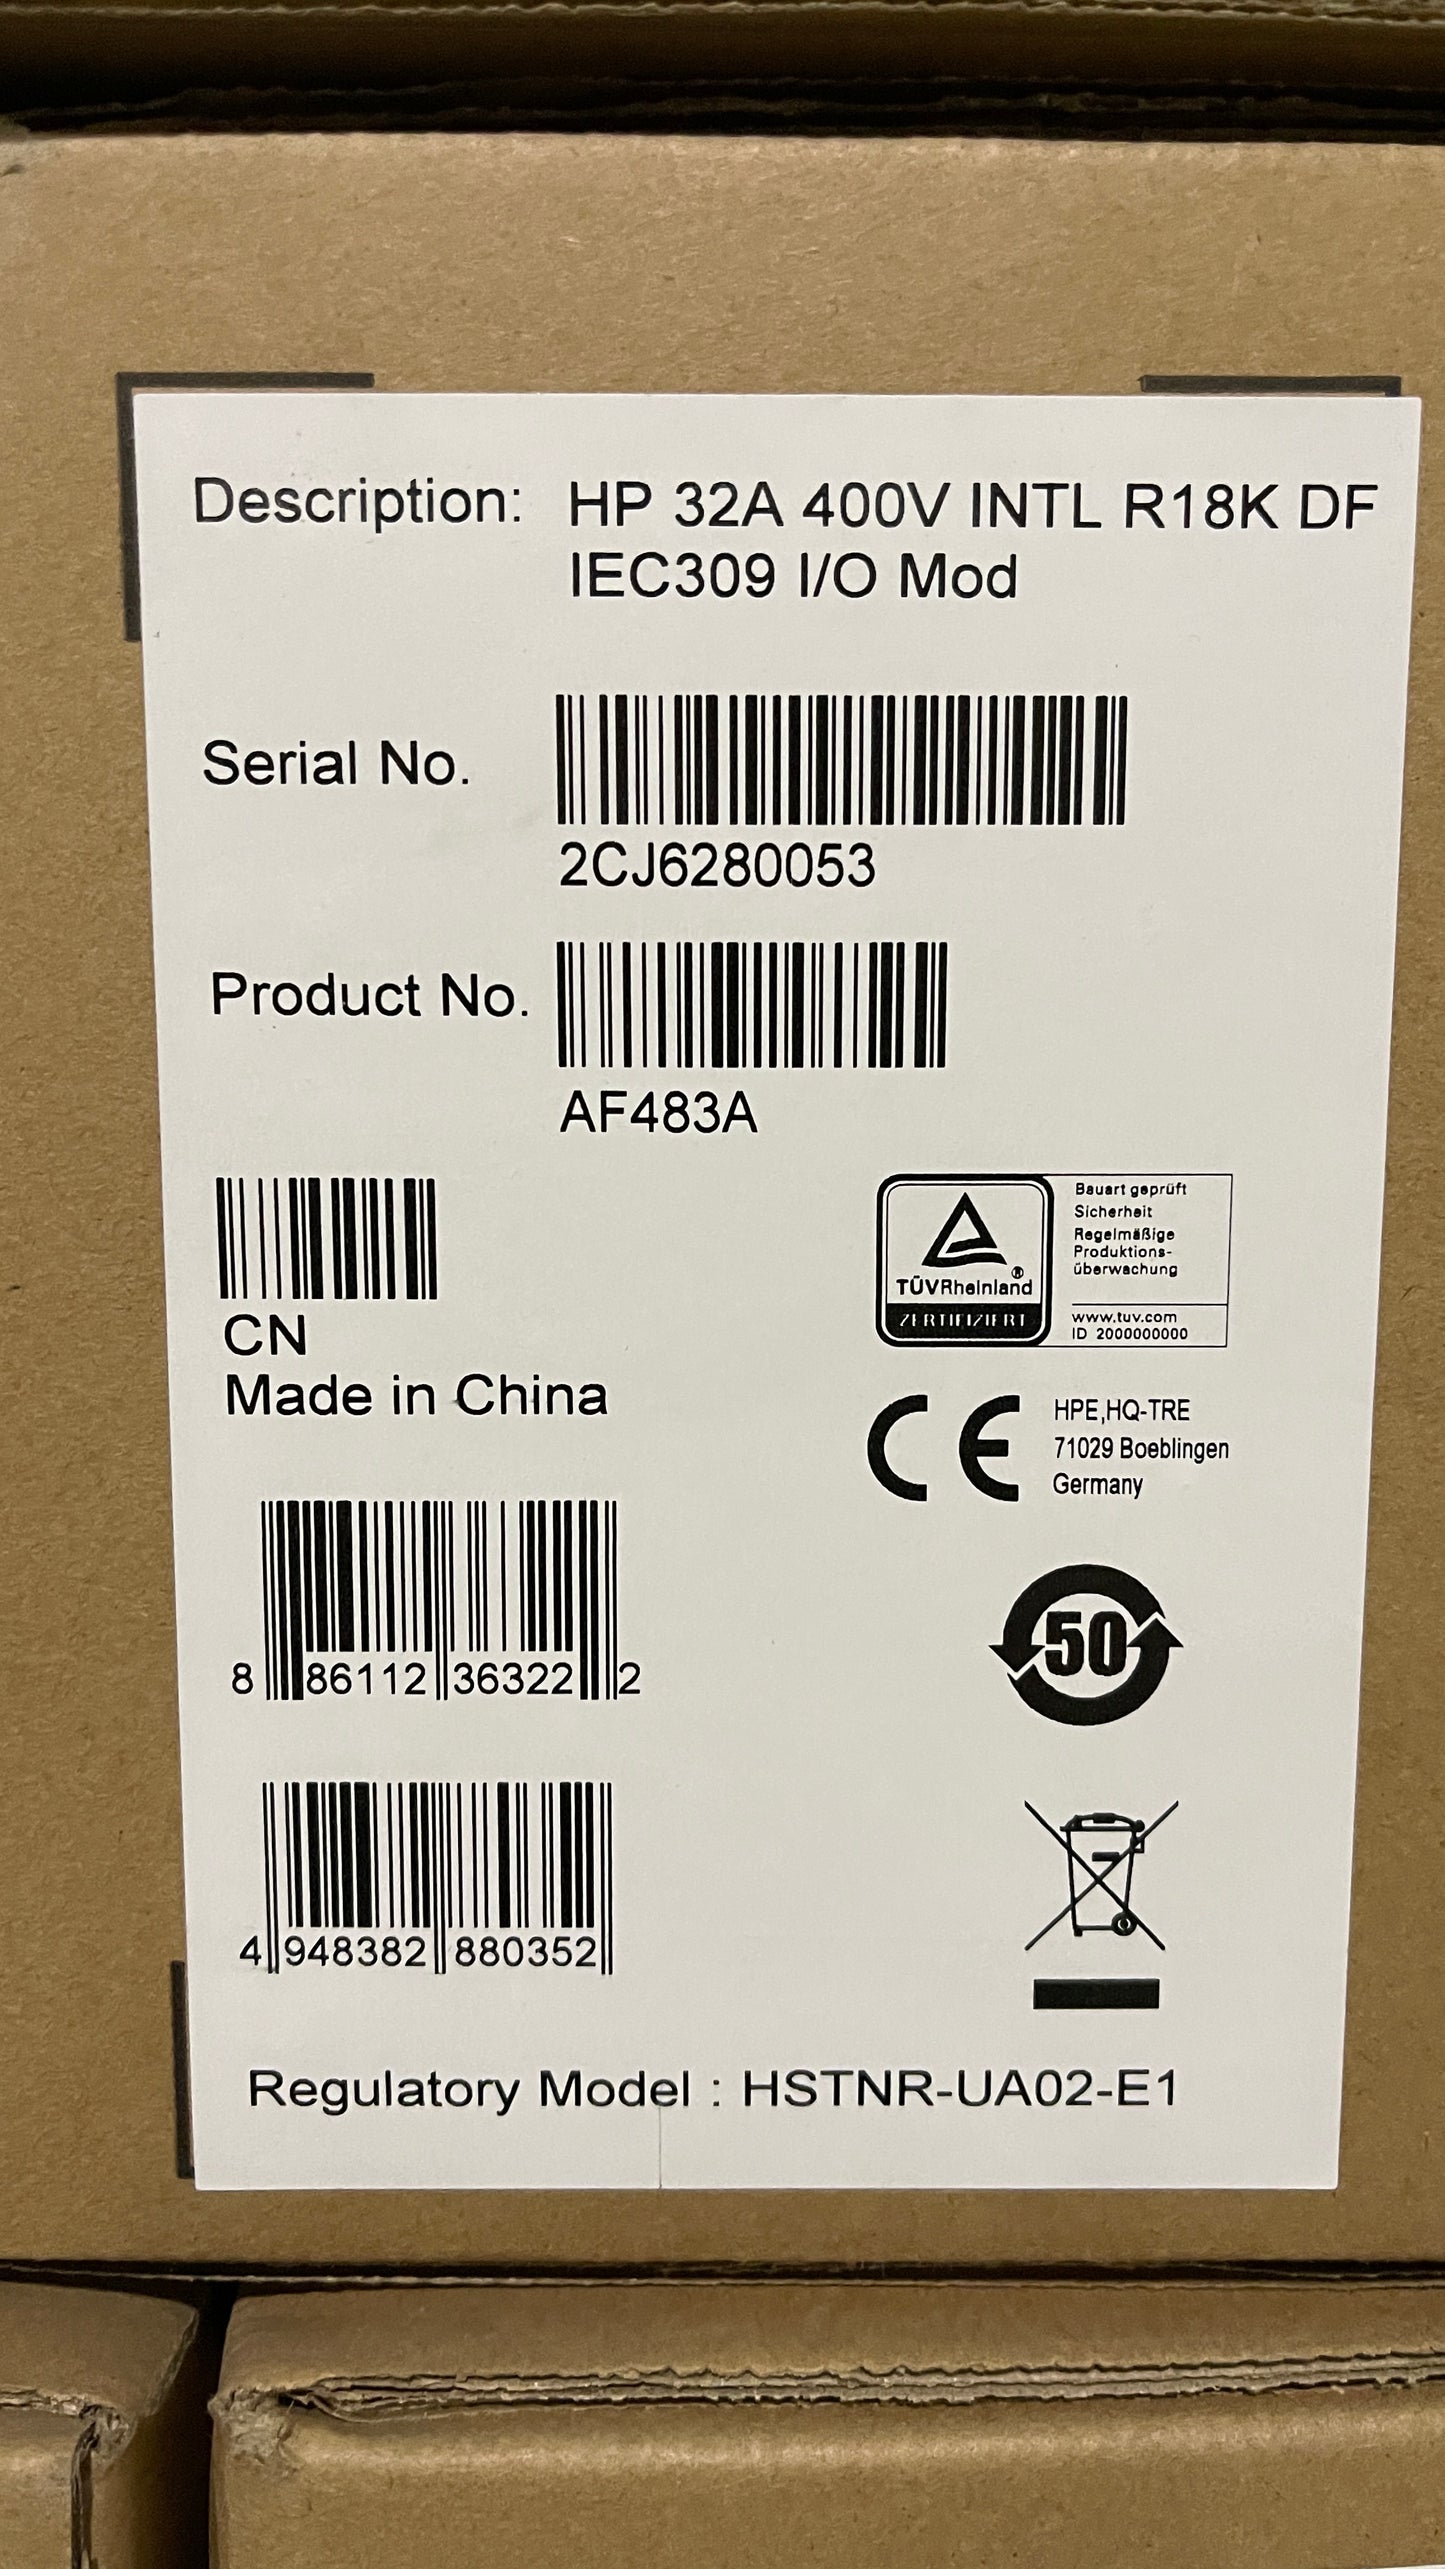 Description: HP 32A 400V INTL R18K DF
IEC309 I/O Mod
Serial No.
2CJ6280053
Product No.
AF483A
CN
Made in China
TÜVRheinland®
ZERTIFIZIERT
Bauart geprüft
Sicherheit
Regelmäßige
Produktions-
überwachung
www.tuv.com
ID 2000000000
CE
HPE,HQ-TRE
71029 Boeblingen
Germany
8 86112 36322 2
50
4 948382 880352
Regulatory Model : HSTNR-UA02-E1